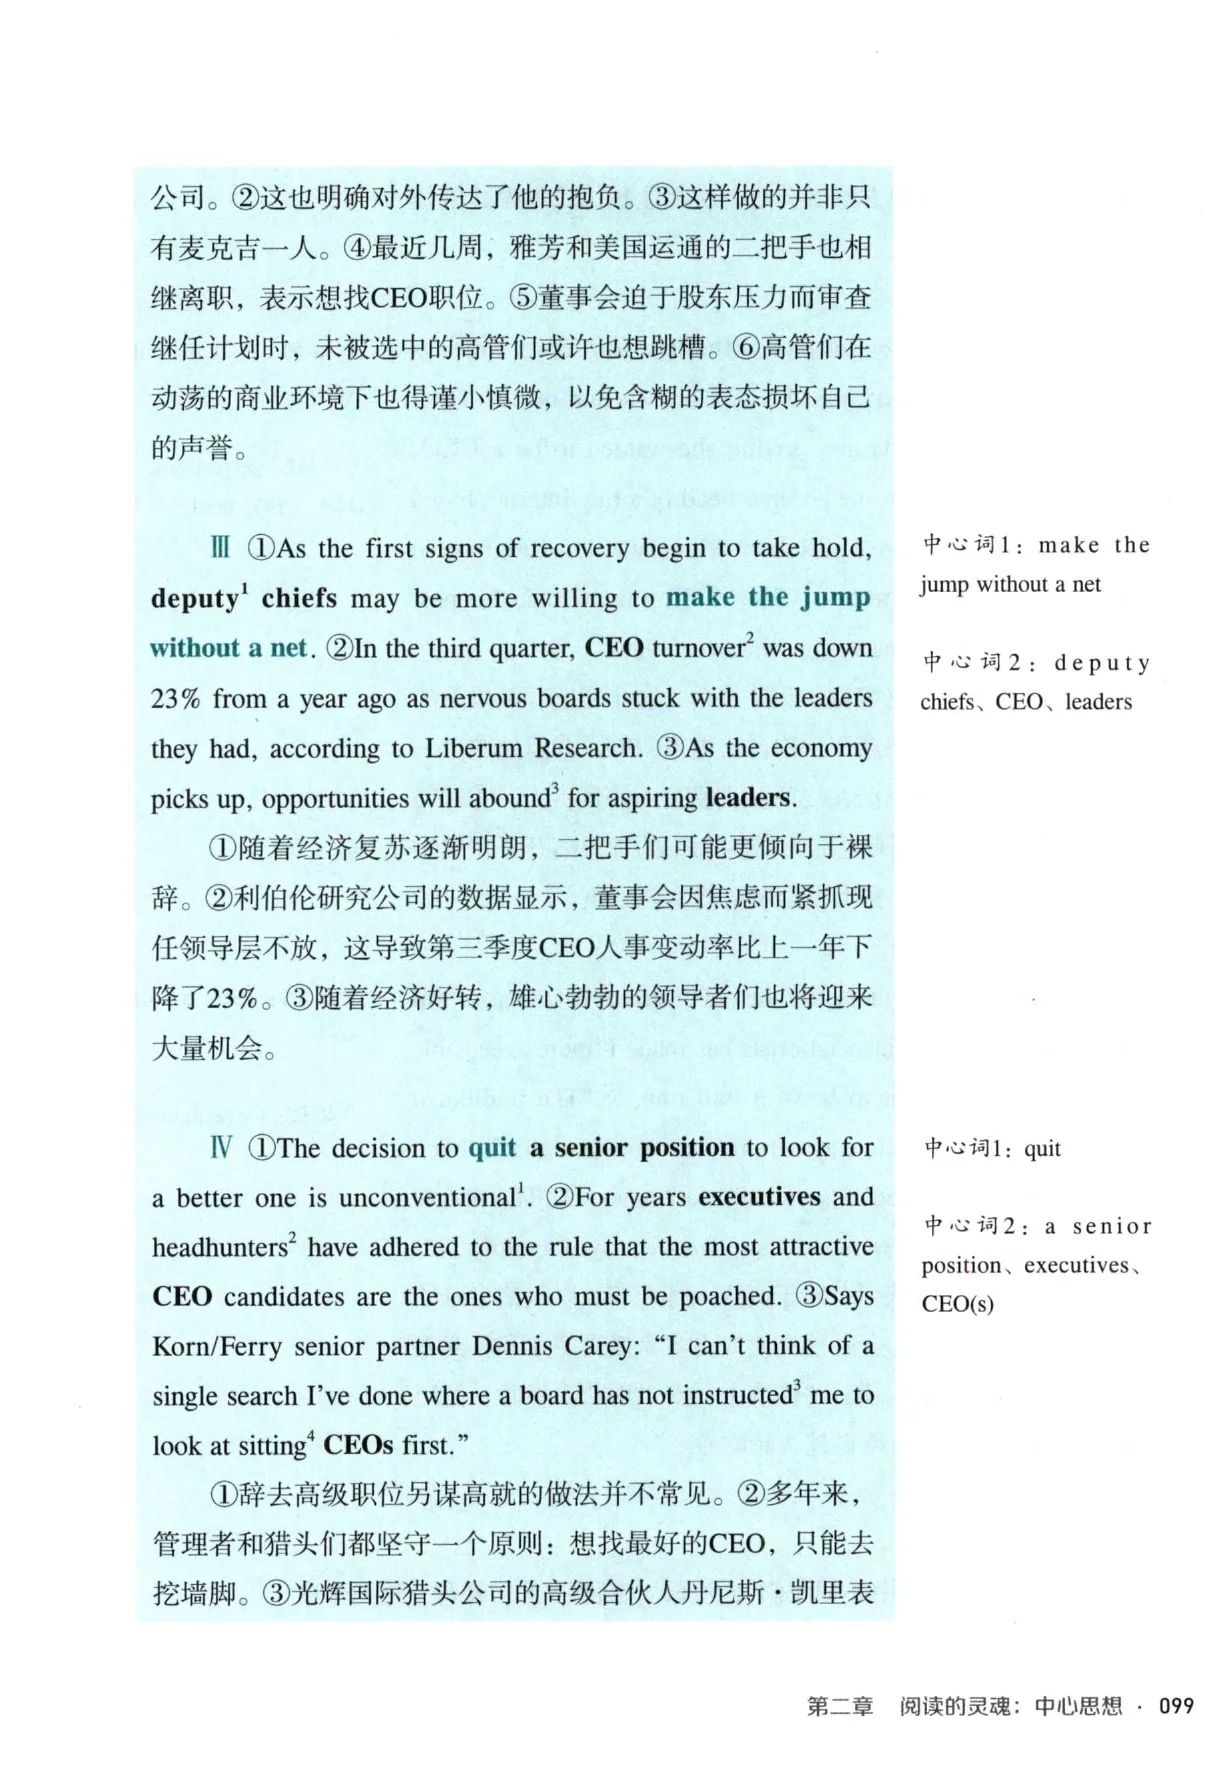 公司。②这也明确对外传达了他的抱负。③这样做的并非只
有麦克吉一人。④最近几周，雅芳和美国运通的二把手也相
继离职，表示想找CEO职位。⑤董事会迫于股东压力而审查
继任计划时，未被选中的高管们或许也想跳槽。⑥高管们在
动荡的商业环境下也得谨小慎微，以免含糊的表态损坏自己
的声誉。
Ⅲ ①As the first signs of recovery begin to take hold,
deputy¹ chiefs may be more willing to make the jump
without a net. ②In the third quarter, CEO turnover² was down
23% from a year ago as nervous boards stuck with the leaders
they had, according to Liberum Research. ③As the economy
picks up, opportunities will abound³ for aspiring leaders.
中心词1: make the
jump without a net
中心词2: deputy
chiefs、CEO、leaders
①随着经济复苏逐渐明朗，二把手们可能更倾向于裸
辞。②利伯伦研究公司的数据显示，董事会因焦虑而紧抓现
任领导层不放，这导致第三季度CEO人事变动率比上一年下
降了23%。③随着经济好转，雄心勃勃的领导者们也将迎来
大量机会。
Ⅳ ①The decision to quit a senior position to look for
a better one is unconventional¹. ②For years executives and
headhunters² have adhered to the rule that the most attractive
CEO candidates are the ones who must be poached. ③Says
Korn/Ferry senior partner Dennis Carey: “I can’t think of a
single search I’ve done where a board has not instructed³ me to
look at sitting⁴ CEOs first.”
中心词1: quit
中心词2: a senior
position、executives、
CEO(s)
①辞去高级职位另谋高就的做法并不常见。②多年来，
管理者和猎头们都坚守一个原则：想找最好的CEO，只能去
挖墙脚。③光辉国际猎头公司的高级合伙人丹尼斯·凯里表
第二章 阅读的灵魂：中心思想 · 099